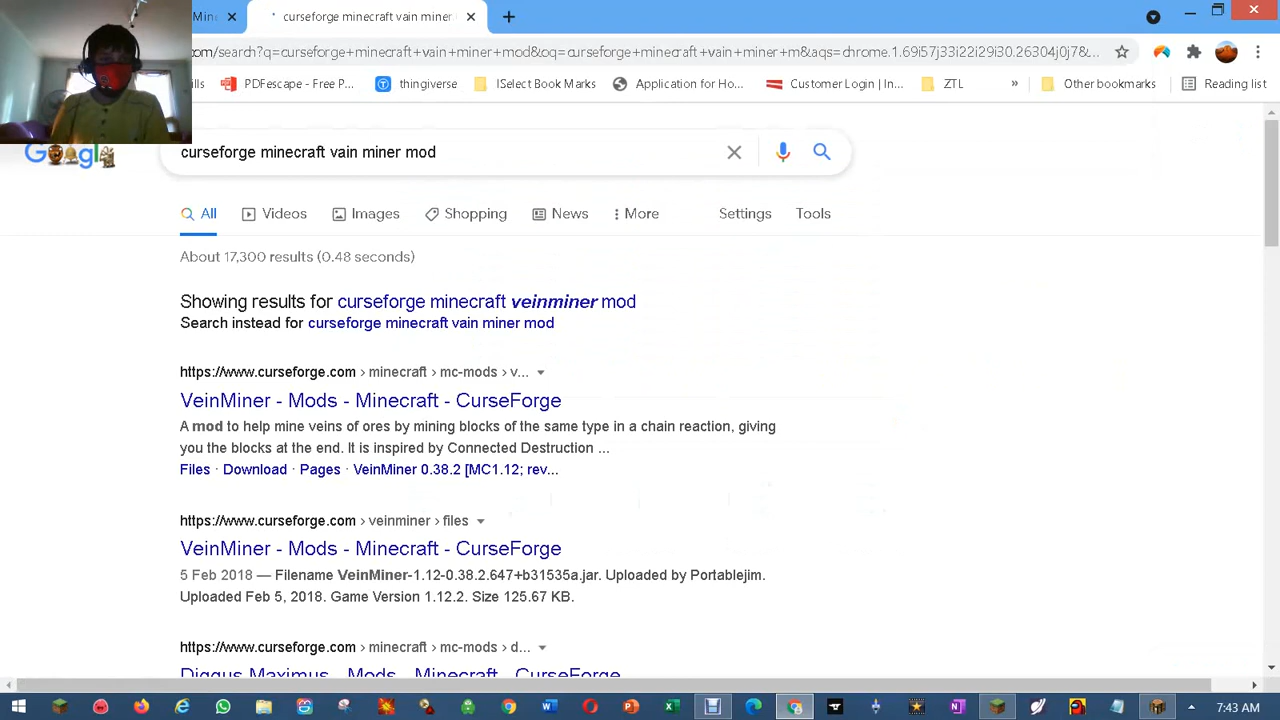 Min
curseforge minecraft vain miner
.com/search?q=curseforge+minecraft+vain+miner+mod&oq=curseforge+minecraft+vain+miner+m&aqs=chrome.1.69i57j33i22i29i30.26304j0j7&...
ills
PDFescape - Free P...
thingiverse
ISelect Book Marks
Application for Ho...
Customer Login | In...
ZTL
»
Other bookmarks
Reading list
curseforge minecraft vain miner mod
All
Videos
Images
Shopping
News
More
Settings
Tools
About 17,300 results (0.48 seconds)
Showing results for curseforge minecraft veinminer mod
Search instead for curseforge minecraft vain miner mod
https://www.curseforge.com › minecraft › mc-mods › v...
VeinMiner - Mods - Minecraft - CurseForge
A mod to help mine veins of ores by mining blocks of the same type in a chain reaction, giving
you the blocks at the end. It is inspired by Connected Destruction ...
Files · Download · Pages · VeinMiner 0.38.2 [MC1.12; rev...
https://www.curseforge.com › veinminer › files
VeinMiner - Mods - Minecraft - CurseForge
5 Feb 2018 — Filename VeinMiner-1.12-0.38.2.647+b31535a.jar. Uploaded by Portablejim.
Uploaded Feb 5, 2018. Game Version 1.12.2. Size 125.67 KB.
https://www.curseforge.com › minecraft › mc-mods › d...
Diggus Maximus - Mods - Minecraft - CurseForge
7:43 AM